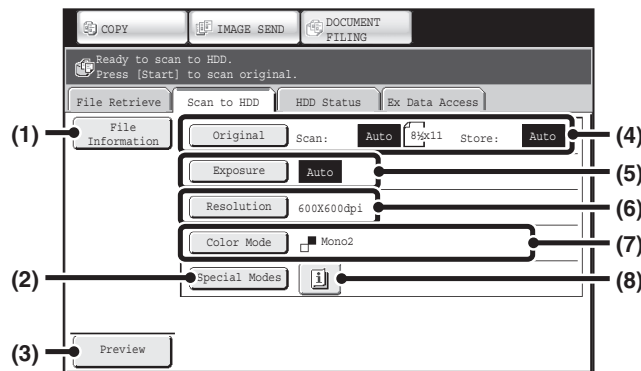 COPY
IMAGE SEND
DOCUMENT
FILING
Ready to scan to HDD.
Press [Start] to scan original.
File Retrieve
Scan to HDD
HDD Status
Ex Data Access
(1)
File
Information
Original
Scan:
Auto
8½x11
Store:
Auto
(4)
Exposure
Auto
(5)
Resolution
600X600dpi
(6)
Color Mode
Mono2
(7)
(2)
Special Modes
(8)
(3)
Preview